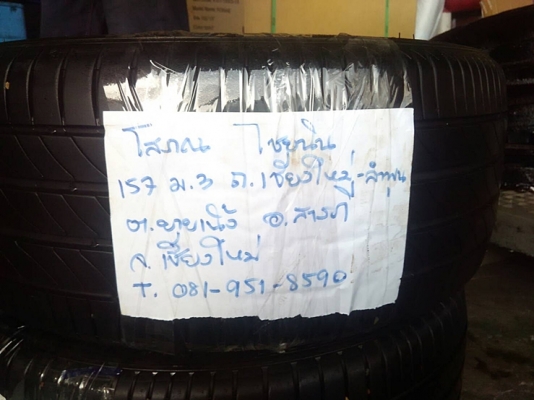 โสภณ ไชยนิน
157 ม.3 ถ.เชียงใหม่-ลำพูน
ต.ยางเนิ้ง อ.สารภี
จ.เชียงใหม่
T. 081-951-8590